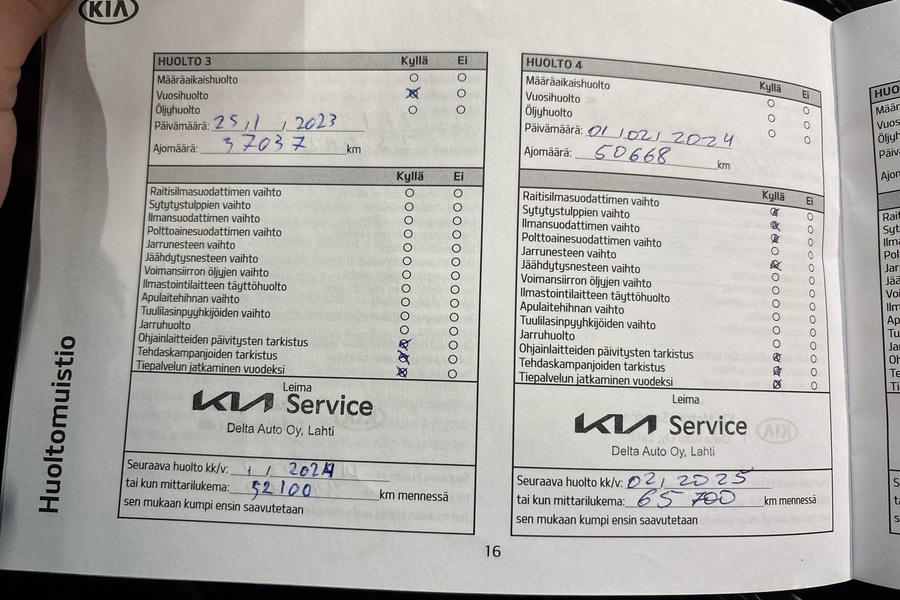 KIA
Huoltomuistio
HUOLTO 3 Kyllä Ei
Määräaikaishuolto
Vuosihuolto
Öljyhuolto
Päivämäärä: 25 / 1 / 2023
Ajomäärä: 37037 km
Kyllä Ei
Raitisilmasuodattimen vaihto
Sytytystulppien vaihto
Ilmansuodattimen vaihto
Polttoainesuodattimen vaihto
Jarrunesteen vaihto
Jäähdytysnesteen vaihto
Voimansiirron öljyjen vaihto
Ilmastointilaitteen täyttöhuolto
Apulaitehihnan vaihto
Tuulilasinpyyhkijöiden vaihto
Jarruhuolto
Ohjainlaitteiden päivitysten tarkistus
Tehdaskampanjoiden tarkistus
Tiepalvelun jatkaminen vuodeksi
Leima
KIA Service
Delta Auto Oy, Lahti
Seuraava huolto kk/v: 1 / 2024
tai kun mittarilukema: 52100 km mennessä
sen mukaan kumpi ensin saavutetaan
HUOLTO 4 Kyllä Ei
Määräaikaishuolto
Vuosihuolto
Öljyhuolto
Päivämäärä: 01 / 02 / 2024
Ajomäärä: 50668 km
Kyllä Ei
Raitisilmasuodattimen vaihto
Sytytystulppien vaihto
Ilmansuodattimen vaihto
Polttoainesuodattimen vaihto
Jarrunesteen vaihto
Jäähdytysnesteen vaihto
Voimansiirron öljyjen vaihto
Ilmastointilaitteen täyttöhuolto
Apulaitehihnan vaihto
Tuulilasinpyyhkijöiden vaihto
Jarruhuolto
Ohjainlaitteiden päivitysten tarkistus
Tehdaskampanjoiden tarkistus
Tiepalvelun jatkaminen vuodeksi
Leima
KIA Service
Delta Auto Oy, Lahti
Seuraava huolto kk/v: 02 / 2025
tai kun mittarilukema: 65 700 km mennessä
sen mukaan kumpi ensin saavutetaan
16